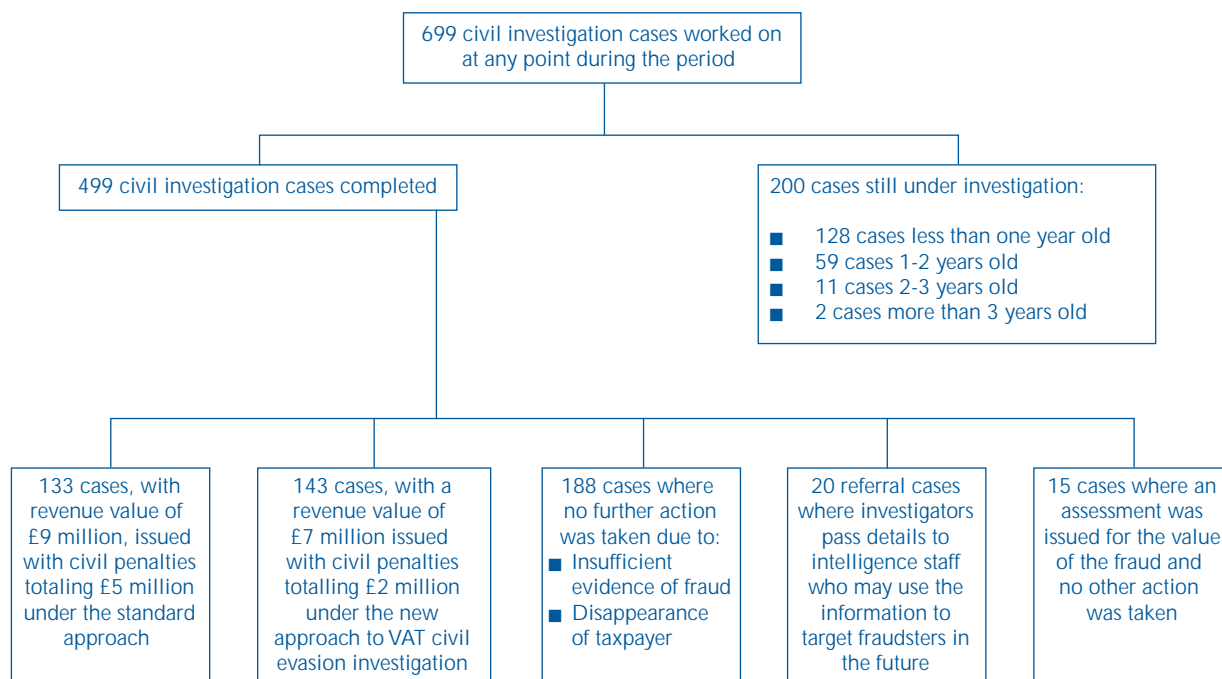 699 civil investigation cases worked on
at any point during the period
499 civil investigation cases completed
200 cases still under investigation:
■ 128 cases less than one year old
■ 59 cases 1-2 years old
■ 11 cases 2-3 years old
■ 2 cases more than 3 years old
133 cases, with
revenue value of
£9 million, issued
with civil penalties
totaling £5 million
under the standard
approach
143 cases, with a
revenue value of
£7 million issued
with civil penalties
totalling £2 million
under the new
approach to VAT civil
evasion investigation
188 cases where
no further action
was taken due to:
■ Insufficient
evidence of fraud
■ Disappearance
of taxpayer
20 referral cases
where investigators
pass details to
intelligence staff
who may use the
information to
target fraudsters in
the future
15 cases where an
assessment was
issued for the value
of the fraud and
no other action
was taken